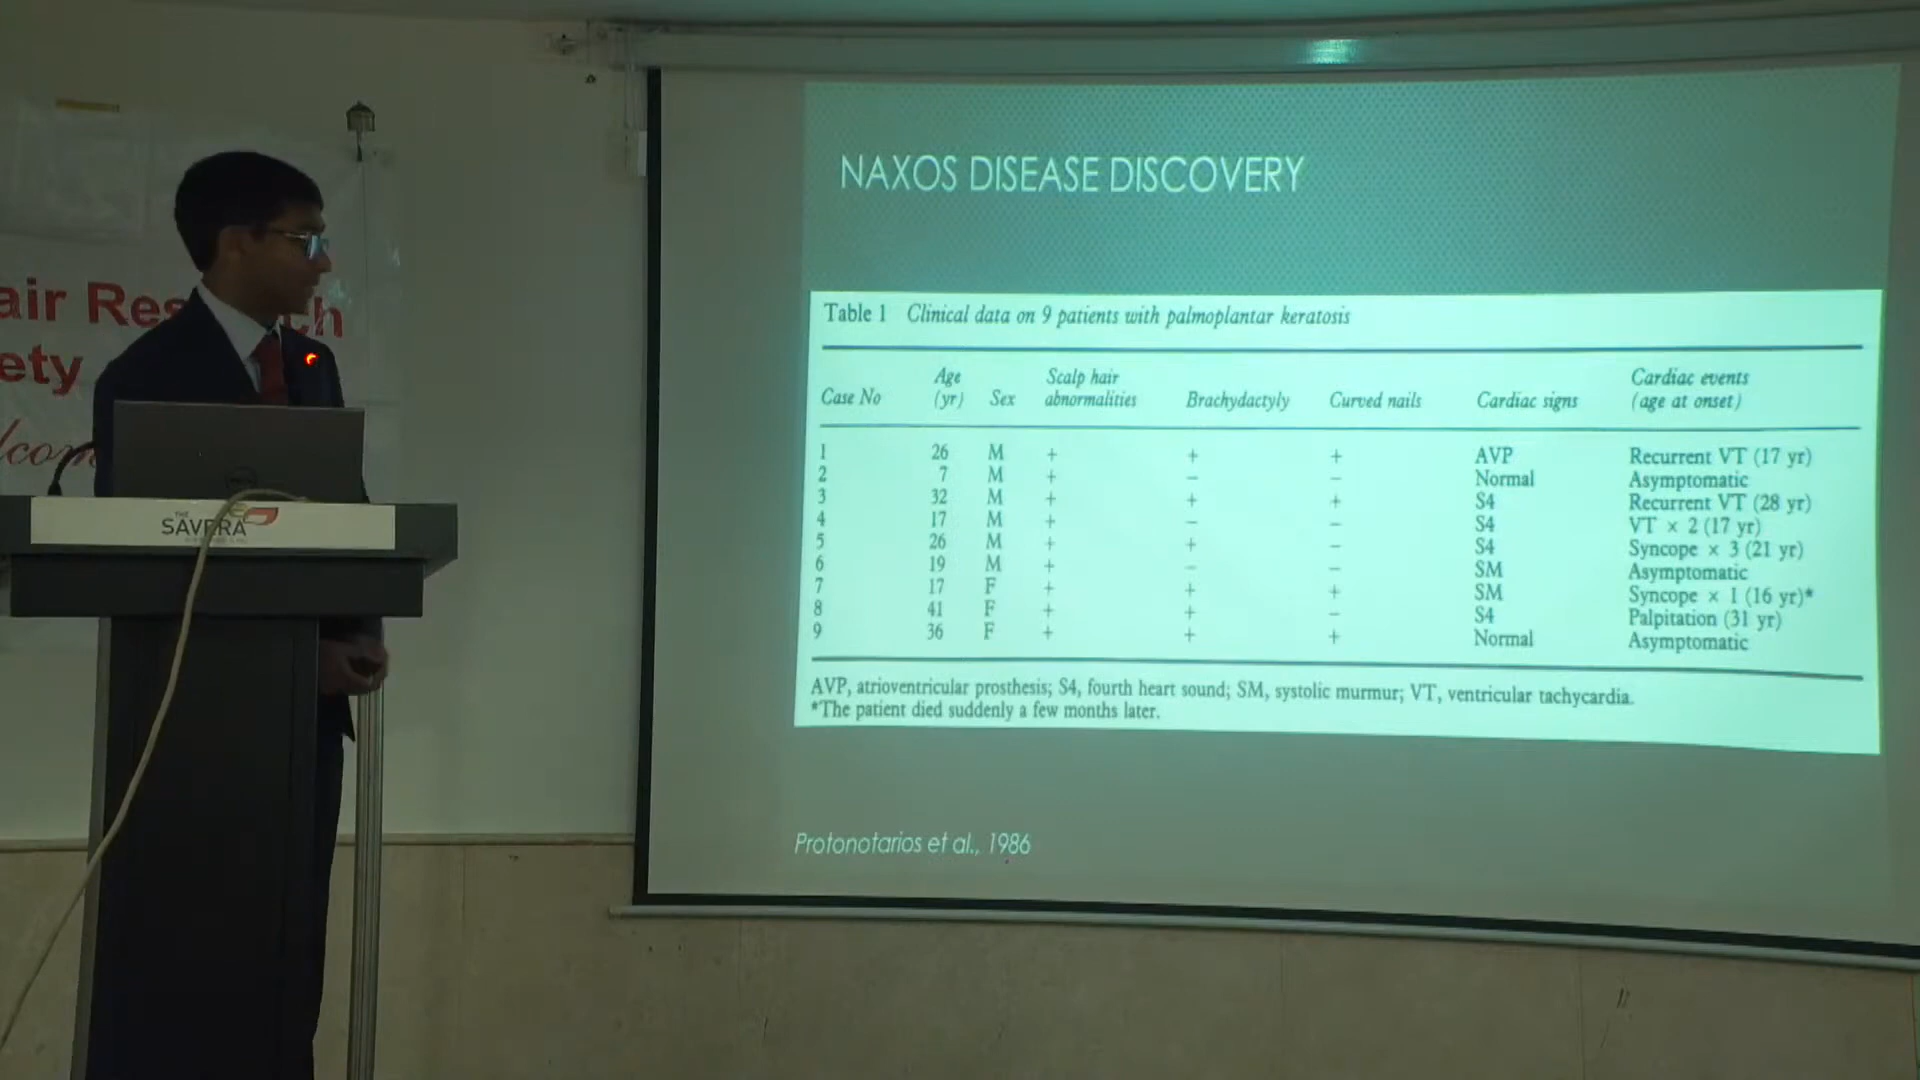 air Res ch
ety
lcom
THE
SAVERA
NAXOS DISEASE DISCOVERY
Table 1 Clinical data on 9 patients with palmoplantar keratosis
Case No Age (yr) Sex Scalp hair abnormalities Brachydactyly Curved nails Cardiac signs Cardiac events (age at onset)
1 26 M + + + AVP Recurrent VT (17 yr)
2 7 M + − − Normal Asymptomatic
3 32 M + + + S4 Recurrent VT (28 yr)
4 17 M + − − S4 VT × 2 (17 yr)
5 26 M + + − S4 Syncope × 3 (21 yr)
6 19 M + − − SM Asymptomatic
7 17 F + + + SM Syncope × 1 (16 yr)*
8 41 F + + − S4 Palpitation (31 yr)
9 36 F + + + Normal Asymptomatic
AVP, atrioventricular prosthesis; S4, fourth heart sound; SM, systolic murmur; VT, ventricular tachycardia.
*The patient died suddenly a few months later.
Protonotarios et al., 1986